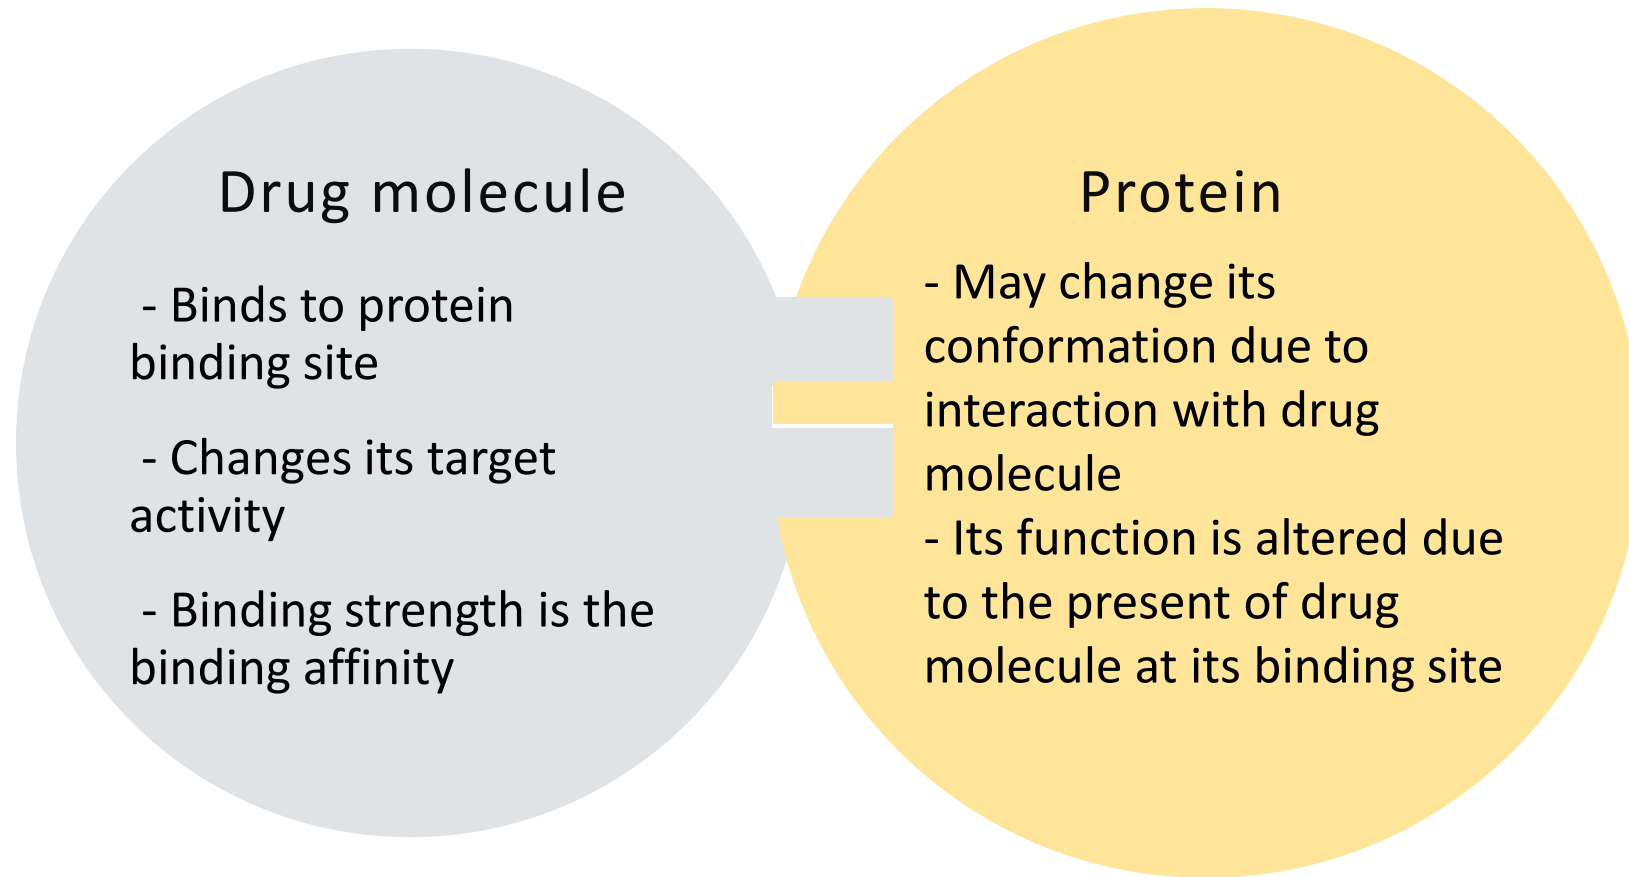 Drug molecule
- Binds to protein
binding site
- Changes its target
activity
- Binding strength is the
binding affinity
Protein
- May change its
conformation due to
interaction with drug
molecule
- Its function is altered due
to the present of drug
molecule at its binding site